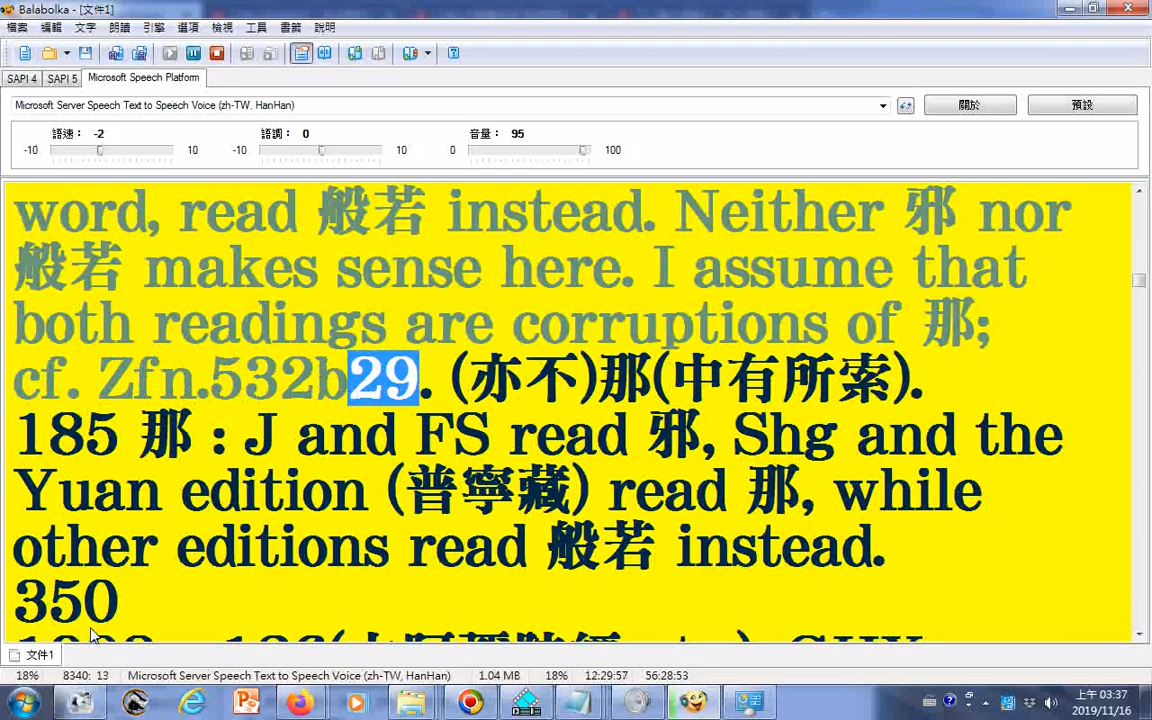 Balabolka - [文件1]
檔案 編輯 文字 朗讀 引擎 選項 檢視 工具 書籤 說明
SAPI 4 SAPI 5 Microsoft Speech Platform
Microsoft Server Speech Text to Speech Voice (zh-TW, HanHan) 關於 預設
語速： -2 語調： 0 音量： 95
-10 10 -10 10 0 100
word, read 般若 instead. Neither 邪 nor
般若 makes sense here. I assume that
both readings are corruptions of 那;
cf. Zfn.532b29. (亦不)那(中有所索).
185 那 : J and FS read 邪, Shg and the
Yuan edition (普寧藏) read 那, while
other editions read 般若 instead.
350
文件1
18% 8340: 13 Microsoft Server Speech Text to Speech Voice (zh-TW, HanHan) 1.04 MB 18% 12:29:57 56:28:53
上午 03:37
2019/11/16